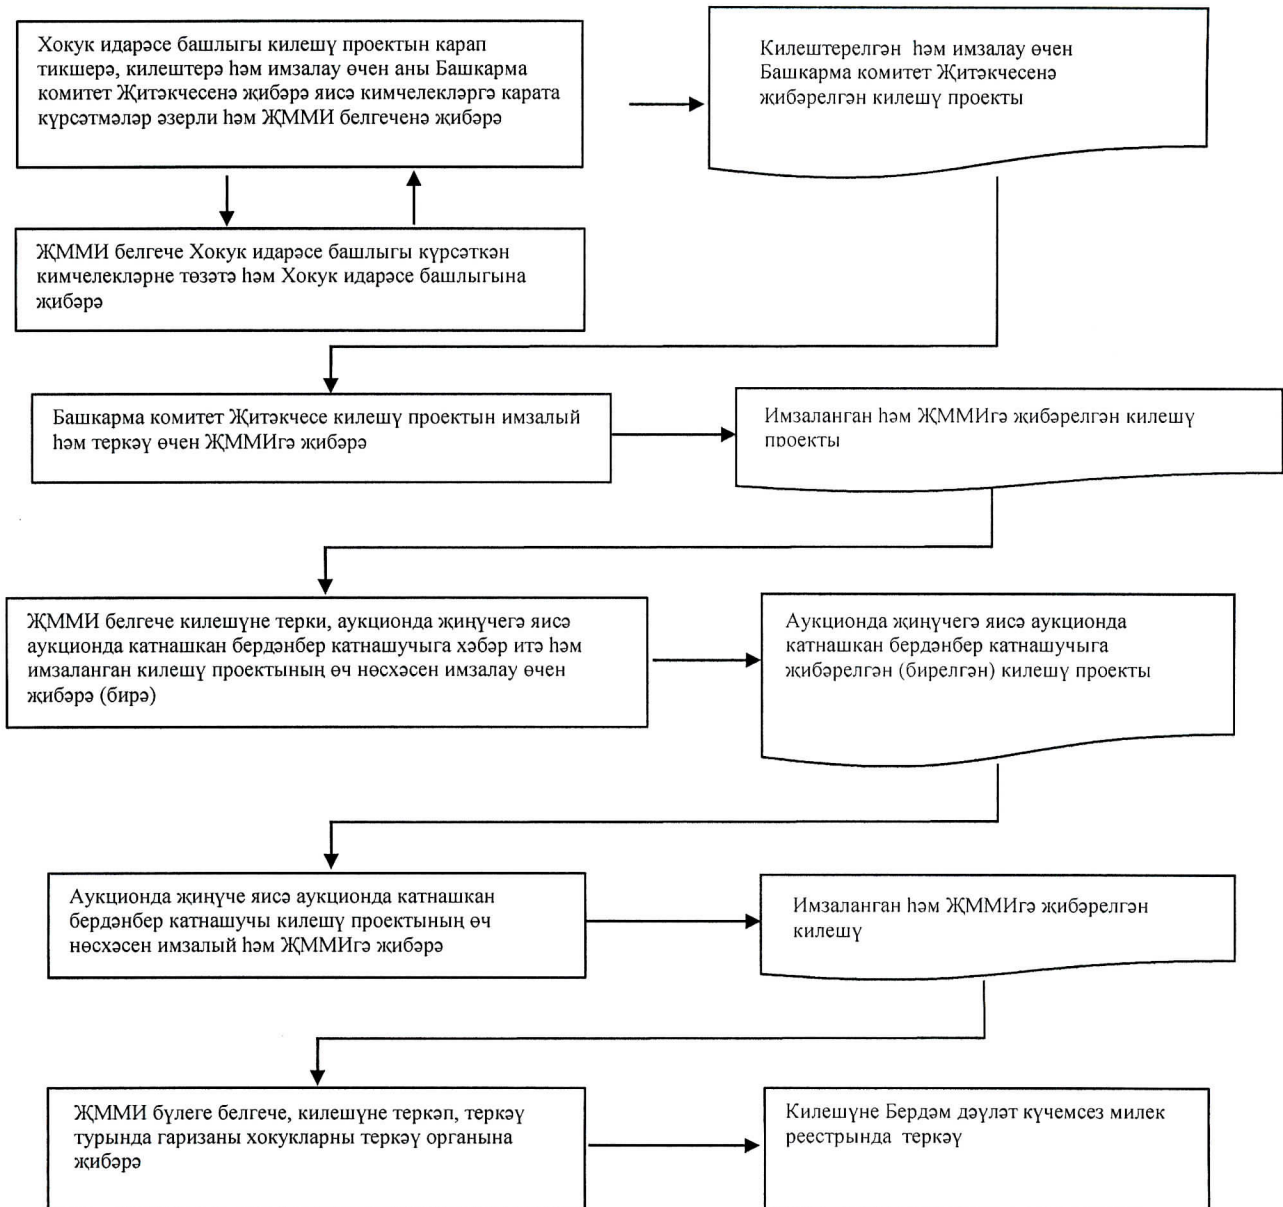 Хокук идарәсе башлыгы килешү проектын карап
тикшерә, килештерә һәм имзалау өчен аны Башкарма
комитет Җитәкчесенә җибәрә яисә кимчелекләргә карата
күрсәтмәләр әзерли һәм ҖММИ белгеченә җибәрә
Килештерелгән һәм имзалау өчен
Башкарма комитет Җитәкчесенә
җибәрелгән килешү проекты
ҖММИ белгече Хокук идарәсе башлыгы күрсәткән
кимчелекләрне төзәтә һәм Хокук идарәсе башлыгына
җибәрә
Башкарма комитет Җитәкчесе килешү проектын имзалый
һәм теркәү өчен ҖММИгә җибәрә
Имзаланган һәм ҖММИгә җибәрелгән килешү
проекты
ҖММИ белгече килешүне терки, аукционда җиңүчегә яисә
аукционда катнашкан бердәнбер катнашучыга хәбәр итә һәм
имзаланган килешү проектының өч нөсхәсен имзалау өчен
җибәрә (бирә)
Аукционда җиңүчегә яисә аукционда
катнашкан бердәнбер катнашучыга
җибәрелгән (бирелгән) килешү проекты
Аукционда җиңүче яисә аукционда катнашкан
бердәнбер катнашучы килешү проектының өч
нөсхәсен имзалый һәм ҖММИгә җибәрә
Имзаланган һәм ҖММИгә җибәрелгән
килешү
ҖММИ бүлеге белгече, килешүне теркәп, теркәү
турында гаризаны хокукларны теркәү органына
җибәрә
Килешүне Бердәм дәүләт күчемсез милек
реестрында теркәү